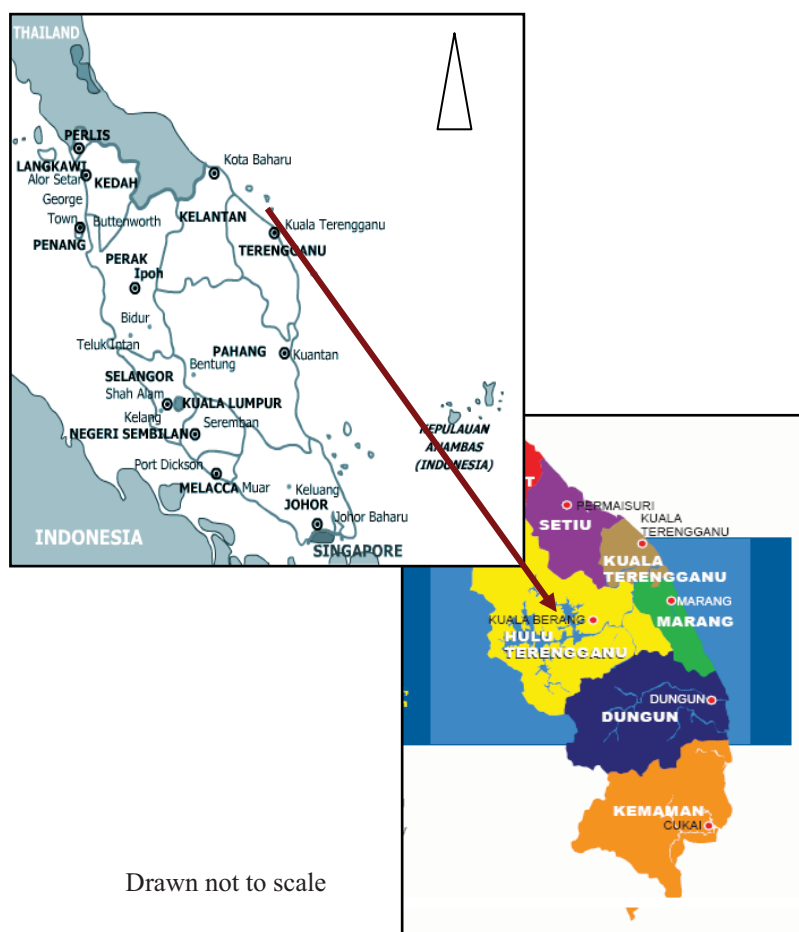 THAILAND
PERLIS
LANGKAWI
Alor Setar
KEDAH
George
Town
Buttenworth
PENANG
Kota Baharu
KELANTAN
Kuala Terengganu
TERENGGANU
PERAK
Ipoh
Bidur
Teluk Intan
PAHANG
Kuantan
Bentung
SELANGOR
Shah Alam
KUALA LUMPUR
Kelang
Seremban
NEGERI SEMBILAN
Port Dickson
MELACCA
Muar
Keluang
JOHOR
Johor Baharu
SINGAPORE
INDONESIA
KEPULAUAN
ANAMBAS
(INDONESIA)
T
PERMAISURI
SETIU
KUALA
TERENGGANU
KUALA
TERENGGANU
MARANG
MARANG
KUALA BERANG
HULU
TERENGGANU
DUNGUN
DUNGUN
KEMAMAN
CUKAI
Drawn not to scale